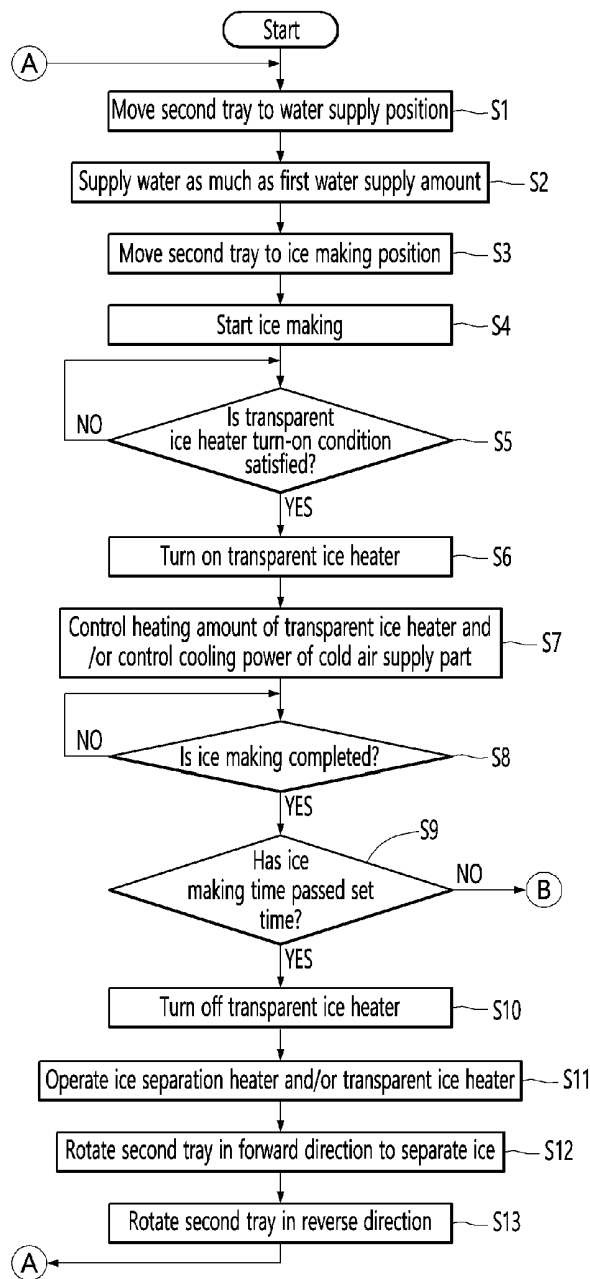 Start
A
Move second tray to water supply position
S1
Supply water as much as first water supply amount
S2
Move second tray to ice making position
S3
Start ice making
S4
NO
Is transparent
ice heater turn-on condition
satisfied?
S5
YES
Turn on transparent ice heater
S6
Control heating amount of transparent ice heater and
/or control cooling power of cold air supply part
S7
NO
Is ice making completed?
S8
YES
S9
Has ice
making time passed set
time?
NO
B
YES
Turn off transparent ice heater
S10
Operate ice separation heater and/or transparent ice heater
S11
Rotate second tray in forward direction to separate ice
S12
Rotate second tray in reverse direction
S13
A